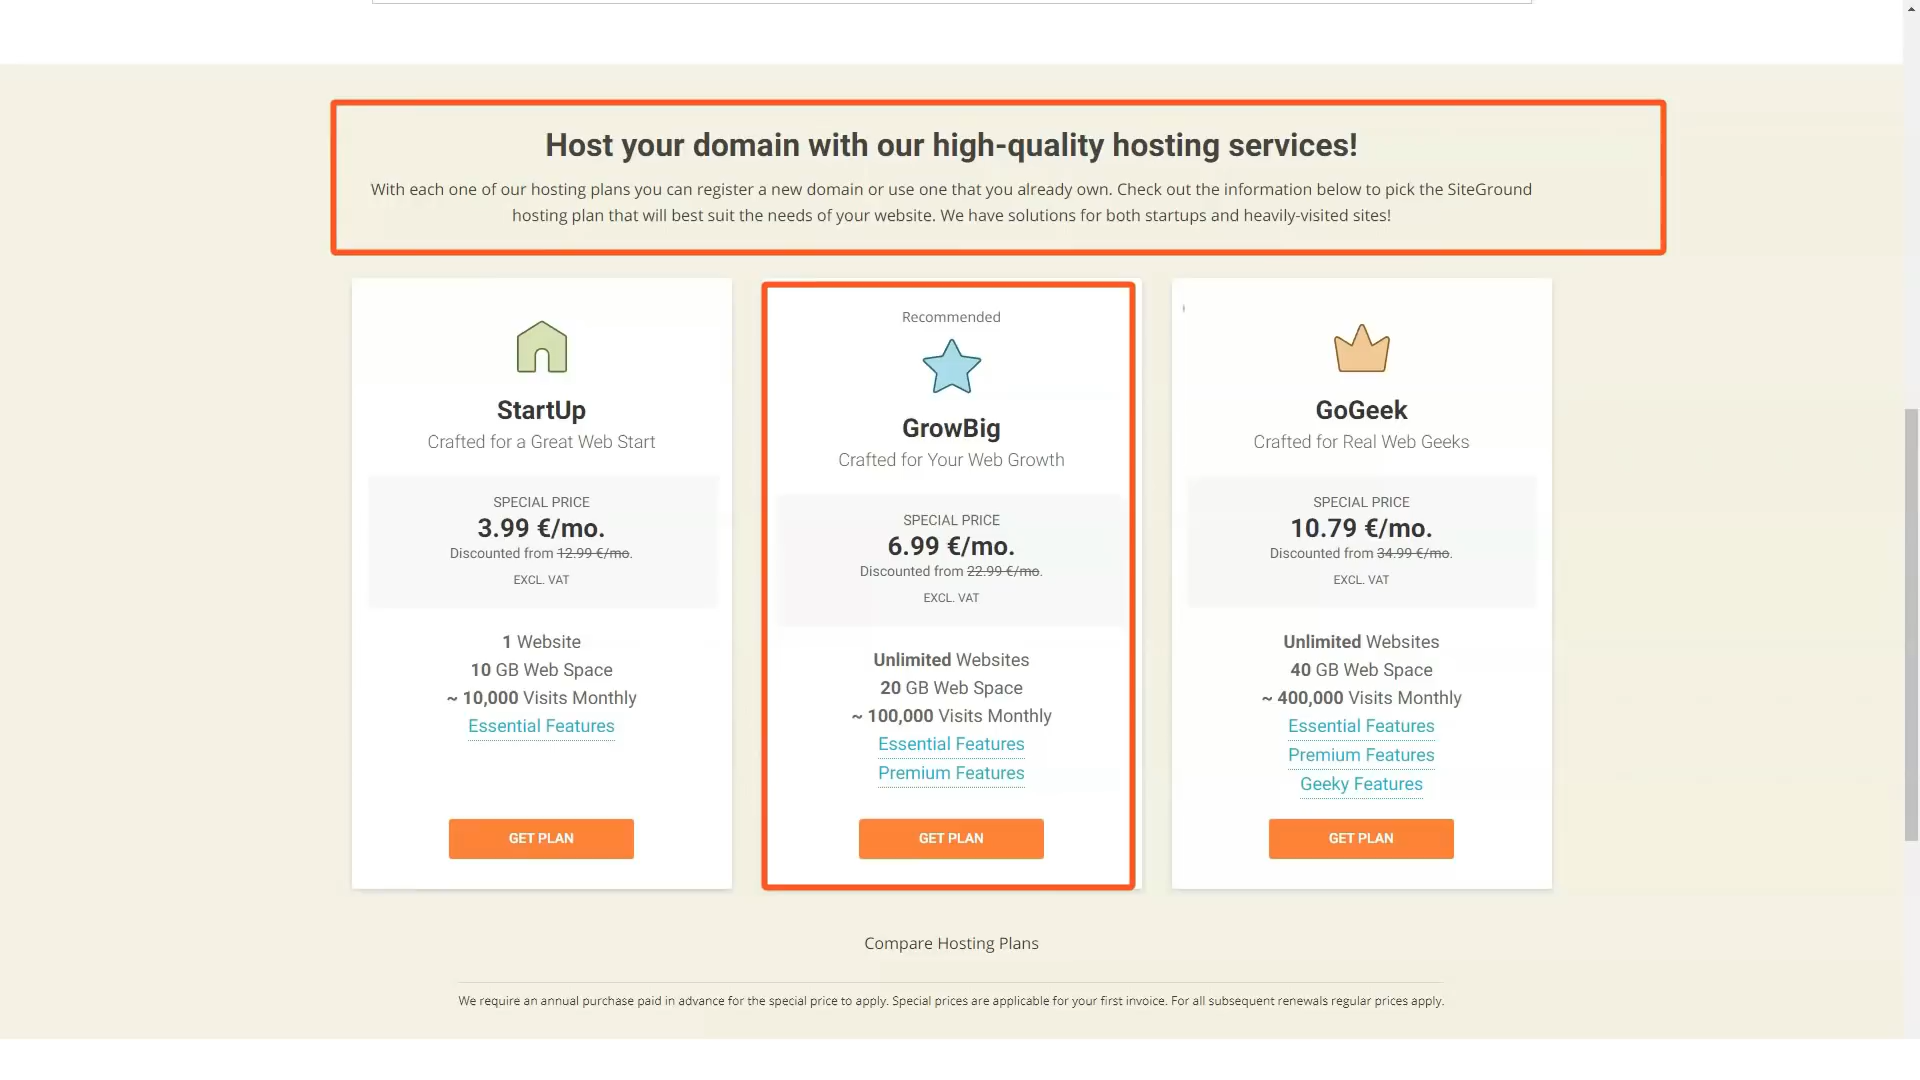 Host your domain with our high-quality hosting services!
With each one of our hosting plans you can register a new domain or use one that you already own. Check out the information below to pick the SiteGround
hosting plan that will best suit the needs of your website. We have solutions for both startups and heavily-visited sites!
StartUp
Crafted for a Great Web Start
SPECIAL PRICE
3.99 €/mo.
Discounted from 12.99 €/mo.
EXCL. VAT
1 Website
10 GB Web Space
~ 10,000 Visits Monthly
Essential Features
GET PLAN
Recommended
GrowBig
Crafted for Your Web Growth
SPECIAL PRICE
6.99 €/mo.
Discounted from 22.99 €/mo.
EXCL. VAT
Unlimited Websites
20 GB Web Space
~ 100,000 Visits Monthly
Essential Features
Premium Features
GET PLAN
GoGeek
Crafted for Real Web Geeks
SPECIAL PRICE
10.79 €/mo.
Discounted from 34.99 €/mo.
EXCL. VAT
Unlimited Websites
40 GB Web Space
~ 400,000 Visits Monthly
Essential Features
Premium Features
Geeky Features
GET PLAN
Compare Hosting Plans
We require an annual purchase paid in advance for the special price to apply. Special prices are applicable for your first invoice. For all subsequent renewals regular prices apply.